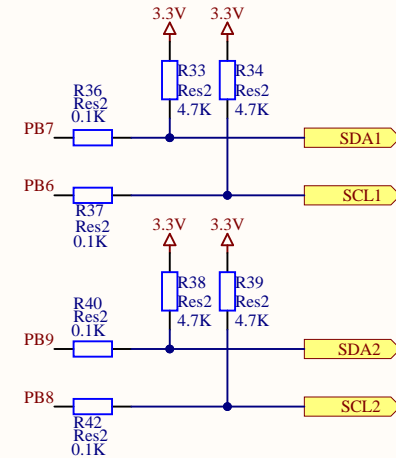 3.3V 3.3V
R36
Res2
0.1K
R33 R34
Res2 Res2
4.7K 4.7K
PB7 SDA1
PB6 SCL1
R37
Res2
0.1K
3.3V 3.3V
R40
Res2
0.1K
R38 R39
Res2 Res2
4.7K 4.7K
PB9 SDA2
PB8 SCL2
R42
Res2
0.1K